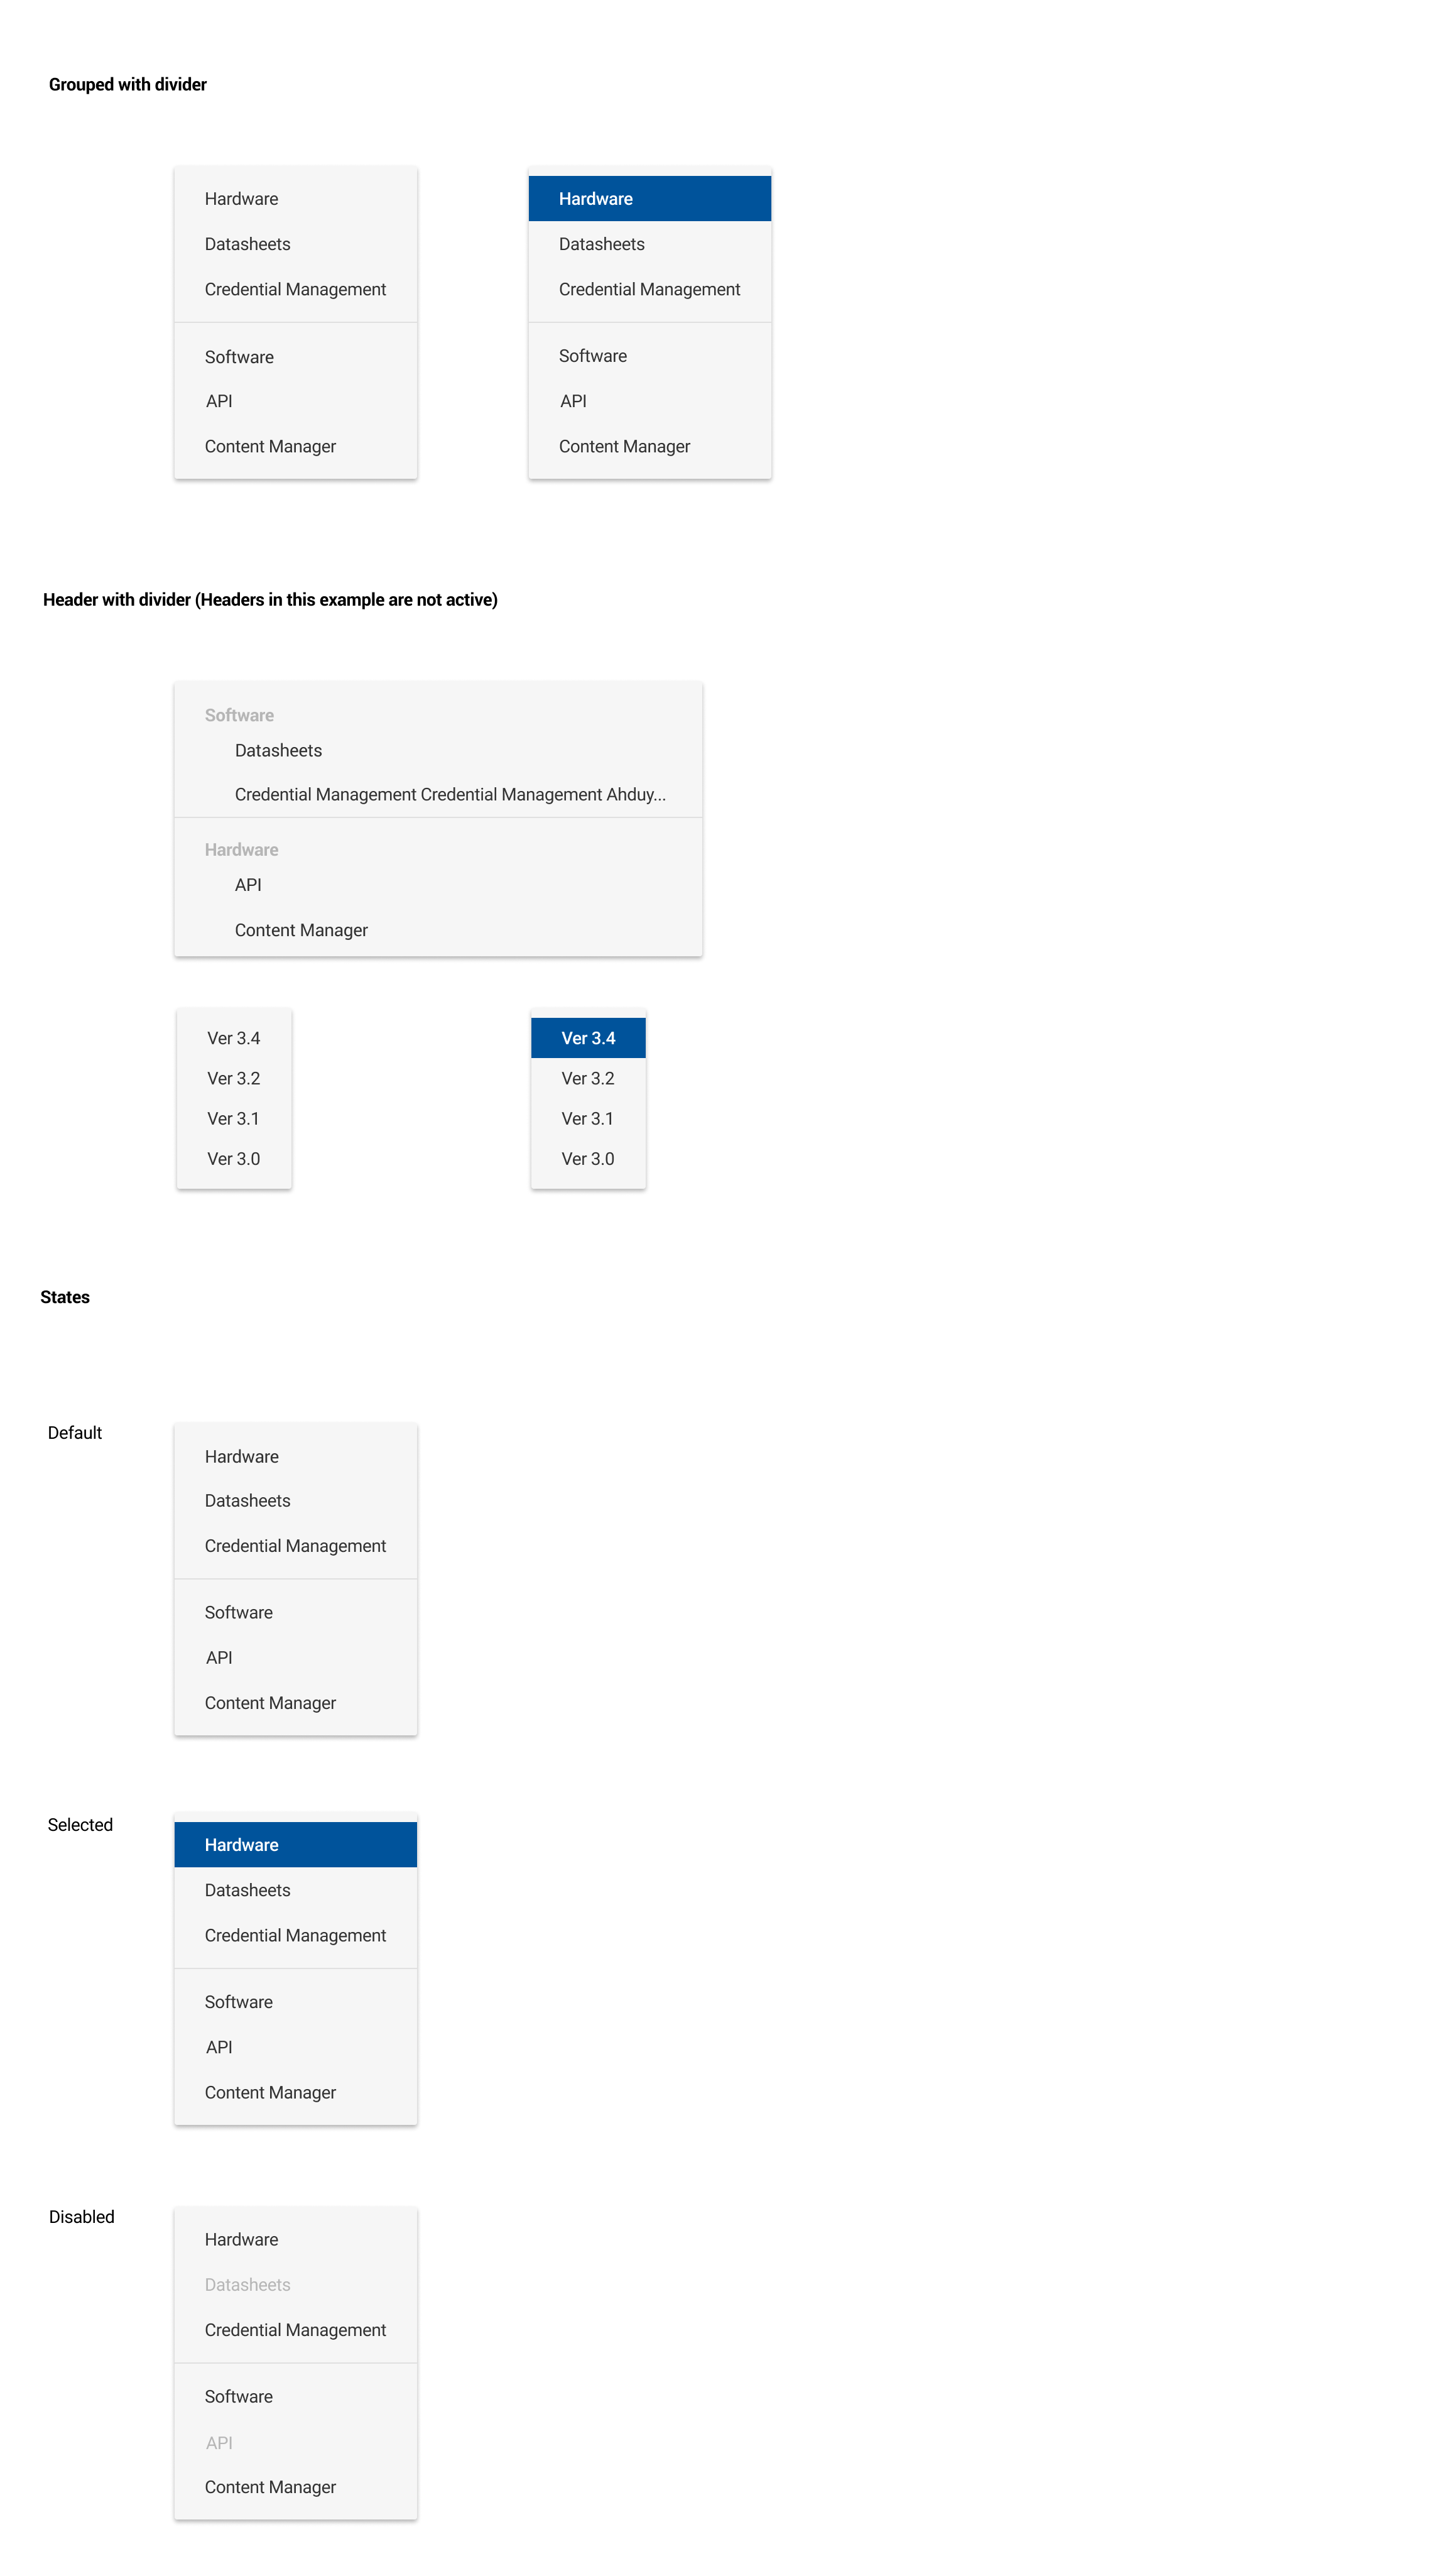 Grouped with divider
Hardware
Datasheets
Credential Management
Software
API
Content Manager
Hardware
Datasheets
Credential Management
Software
API
Content Manager
Header with divider (Headers in this example are not active)
Software
Datasheets
Credential Management Credential Management Ahduy...
Hardware
API
Content Manager
Ver 3.4
Ver 3.2
Ver 3.1
Ver 3.0
Ver 3.4
Ver 3.2
Ver 3.1
Ver 3.0
States
Default
Hardware
Datasheets
Credential Management
Software
API
Content Manager
Selected
Hardware
Datasheets
Credential Management
Software
API
Content Manager
Disabled
Hardware
Datasheets
Credential Management
Software
API
Content Manager